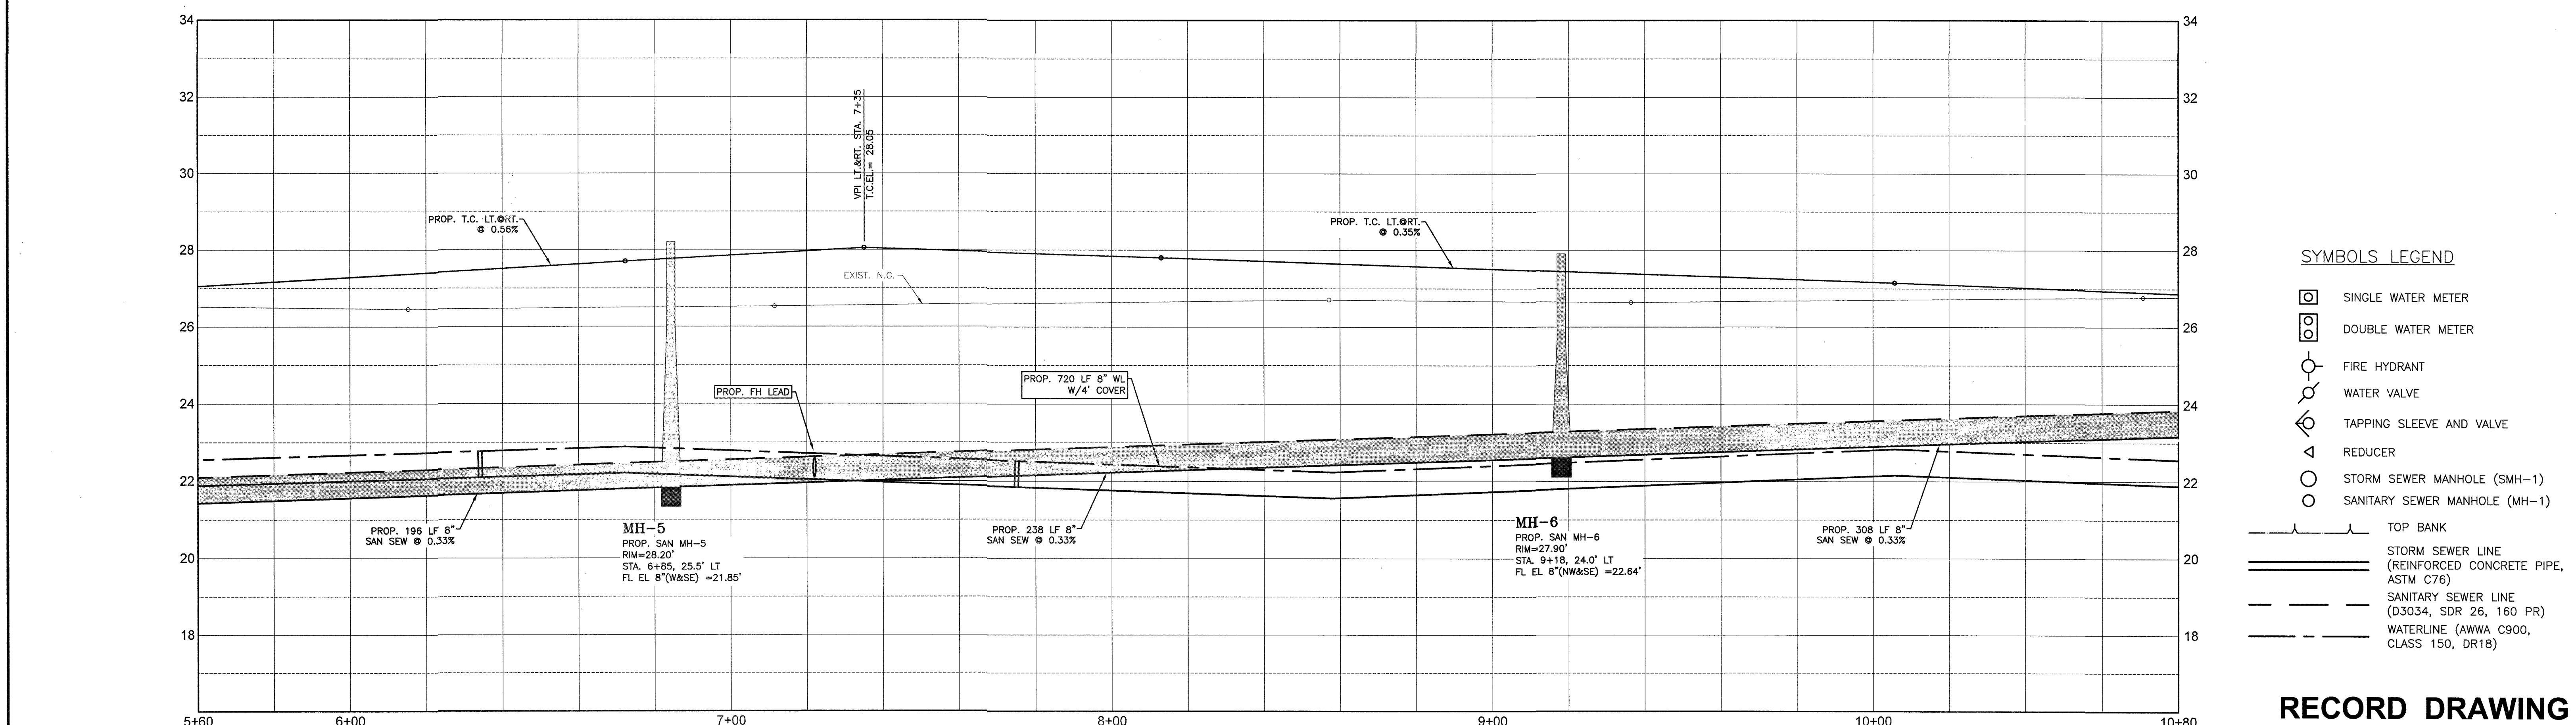 34
34
32
32
30
30
28
28
26
26
24
24
22
22
20
20
18
18
VPI LT.&RT. STA. 7+35
T.C.EL.= 28.05
PROP. T.C. LT.@RT.
@ 0.56%
PROP. T.C. LT.@RT.
@ 0.35%
EXIST. N.G.
PROP. FH LEAD
PROP. 720 LF 8" WL
W/4' COVER
PROP. 196 LF 8"
SAN SEW @ 0.33%
MH-5
PROP. SAN MH-5
RIM=28.20'
STA. 6+85, 25.5' LT
FL EL 8"(W&SE) =21.85'
PROP. 238 LF 8"
SAN SEW @ 0.33%
MH-6
PROP. SAN MH-6
RIM=27.90'
STA. 9+18, 24.0' LT
FL EL 8"(NW&SE) =22.64'
PROP. 308 LF 8"
SAN SEW @ 0.33%
5+60
6+00
7+00
8+00
9+00
10+00
10+80
SYMBOLS LEGEND
SINGLE WATER METER
DOUBLE WATER METER
FIRE HYDRANT
WATER VALVE
TAPPING SLEEVE AND VALVE
REDUCER
STORM SEWER MANHOLE (SMH-1)
SANITARY SEWER MANHOLE (MH-1)
TOP BANK
STORM SEWER LINE
(REINFORCED CONCRETE PIPE,
ASTM C76)
SANITARY SEWER LINE
(D3034, SDR 26, 160 PR)
WATERLINE (AWWA C900,
CLASS 150, DR18)
RECORD DRAWING